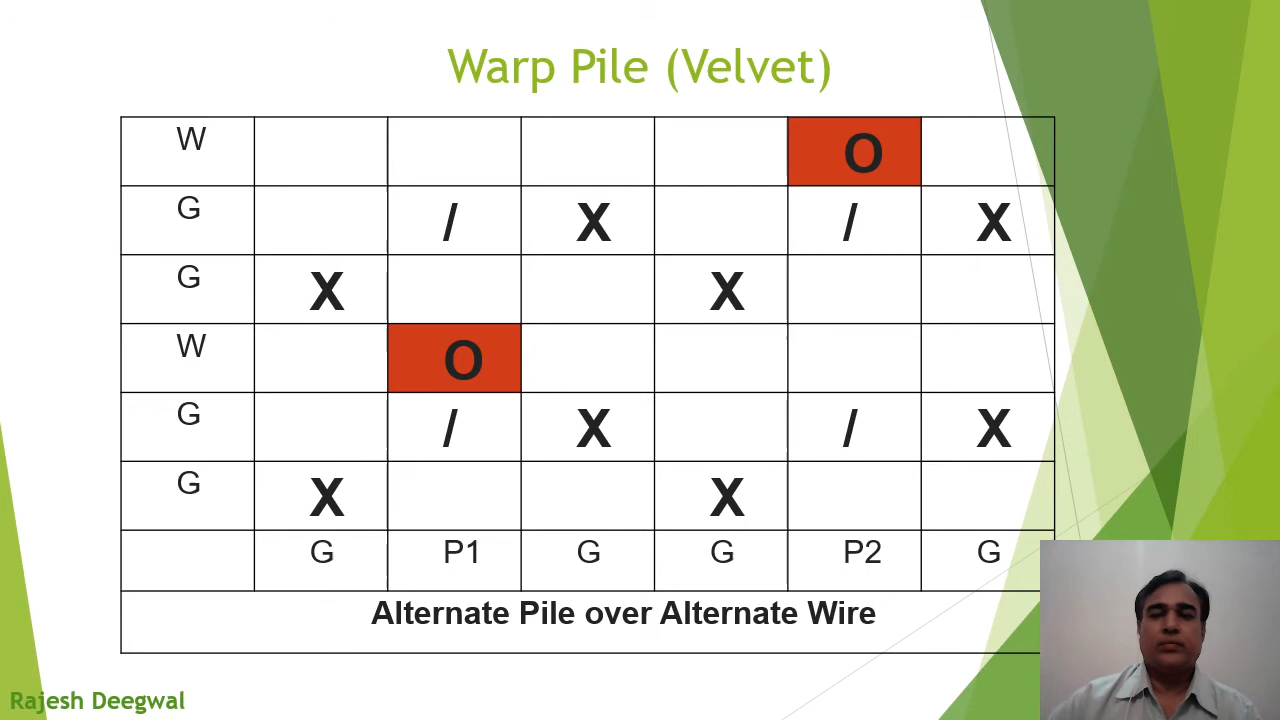 Warp Pile (Velvet)
W O
G / X / X
G X X
W O
G / X / X
G X X
G P1 G G P2 G
Alternate Pile over Alternate Wire
Rajesh Deegwal